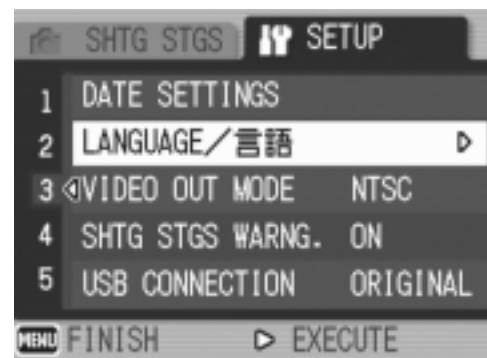 SHTG STGS SETUP
1 DATE SETTINGS
2 LANGUAGE/言語
3 VIDEO OUT MODE NTSC
4 SHTG STGS WARNG. ON
5 USB CONNECTION ORIGINAL
MENU FINISH EXECUTE